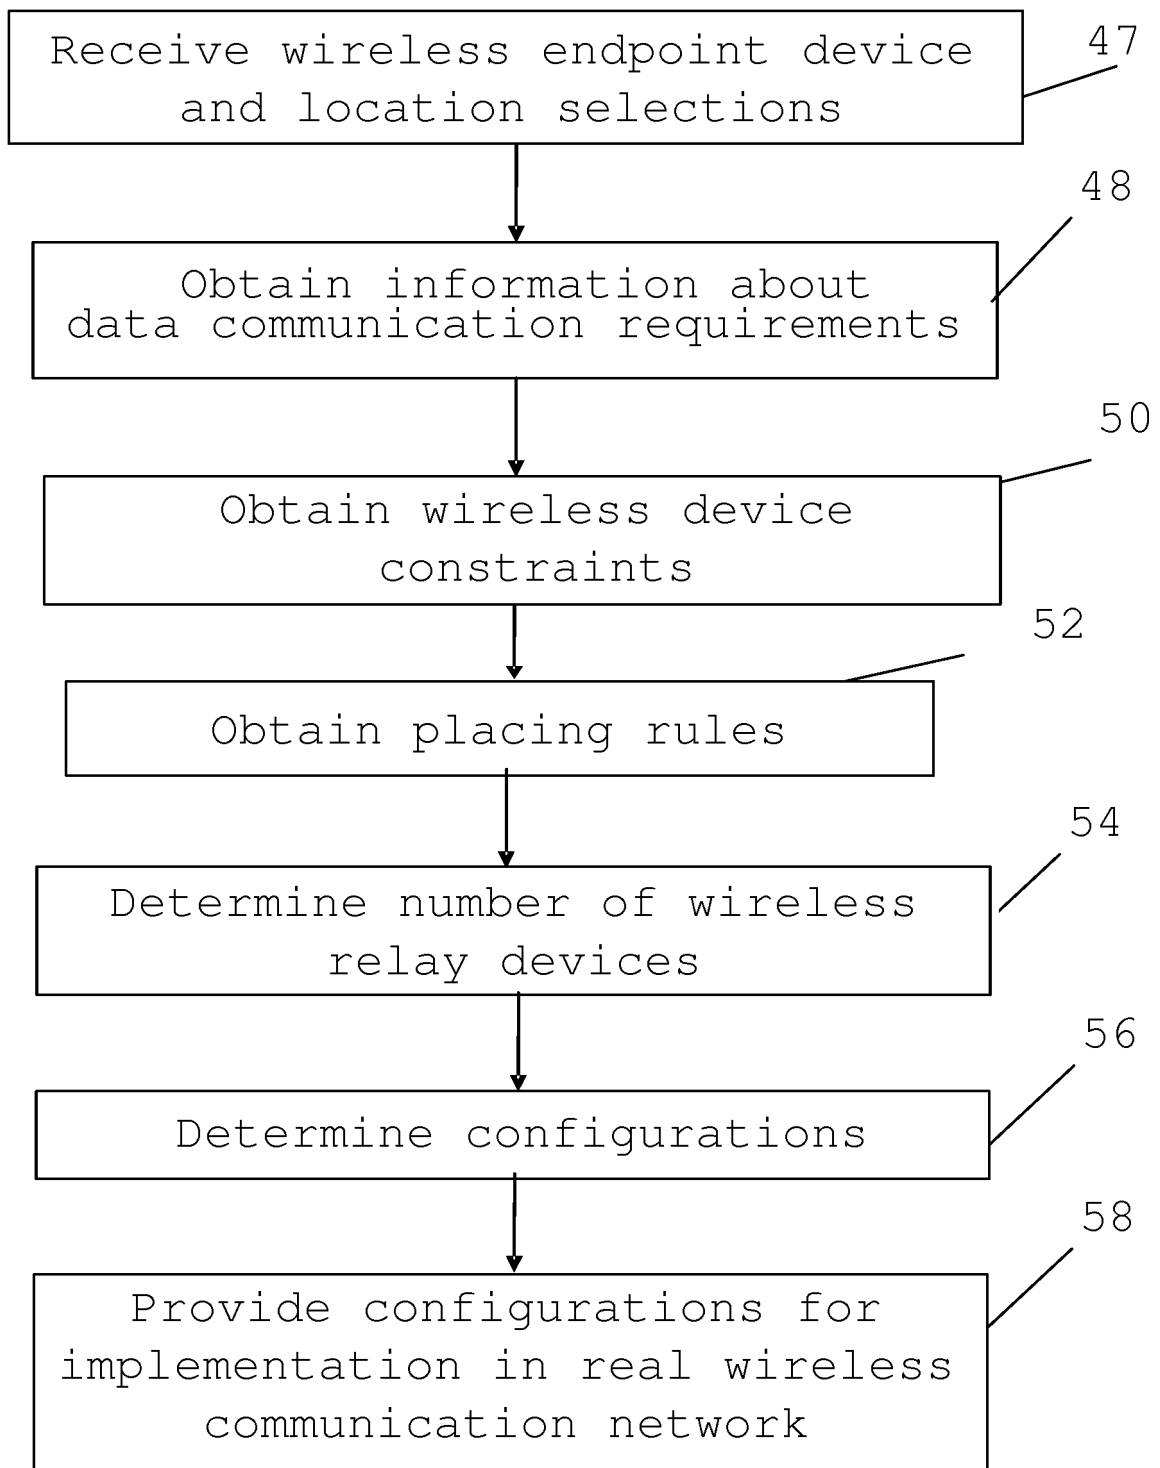 Receive wireless endpoint device
and location selections
47
Obtain information about
data communication requirements
48
Obtain wireless device
constraints
50
Obtain placing rules
52
Determine number of wireless
relay devices
54
Determine configurations
56
Provide configurations for
implementation in real wireless
communication network
58